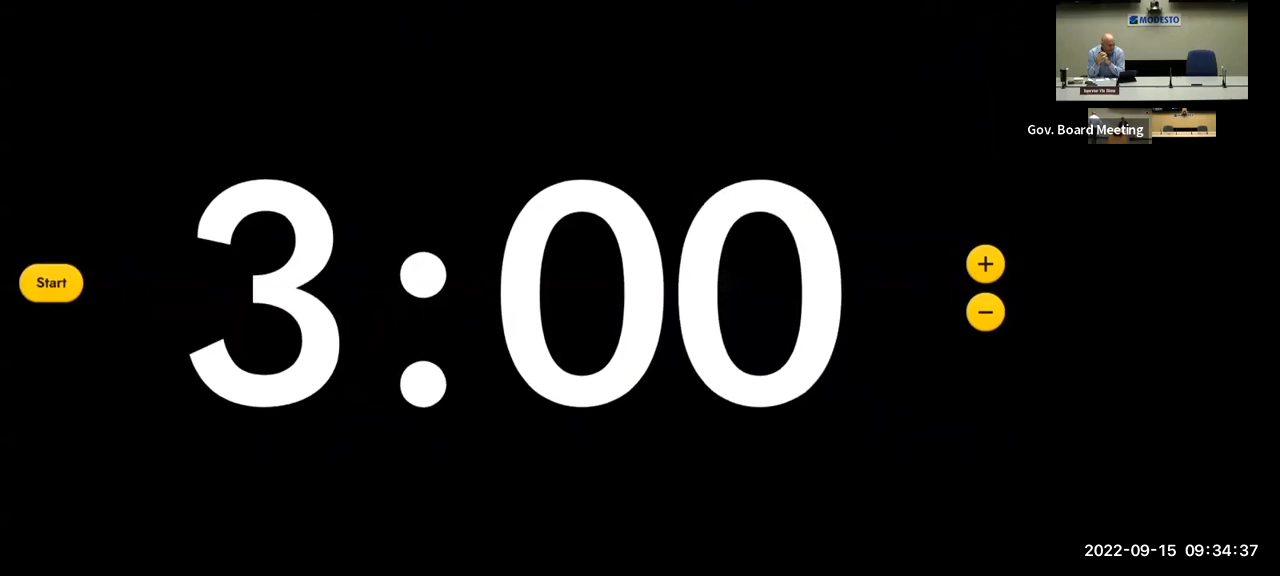 MODESTO
Gov. Board Meeting
3:00
Start
+
−
2022-09-15 09:34:37